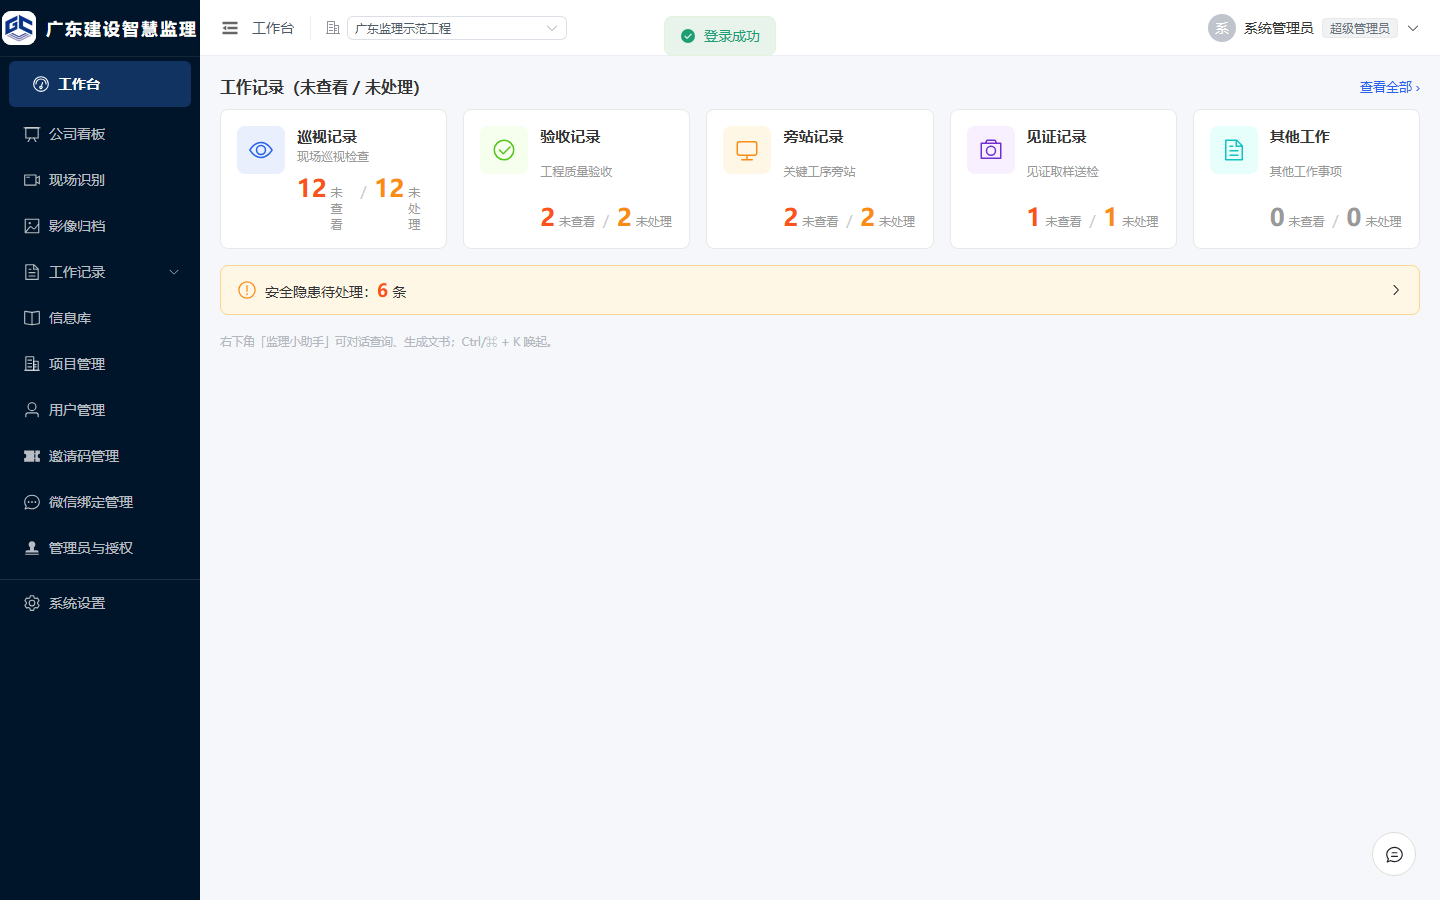 广东建设智慧监理
工作台
公司看板
现场识别
影像归档
工作记录
信息库
项目管理
用户管理
邀请码管理
微信绑定管理
管理员与授权
系统设置
工作台
广东监理示范工程
登录成功
系
系统管理员
超级管理员
工作记录（未查看 / 未处理）
查看全部 ›
巡视记录
现场巡视检查
12 未查看 / 12 未处理
验收记录
工程质量验收
2 未查看 / 2 未处理
旁站记录
关键工序旁站
2 未查看 / 2 未处理
见证记录
见证取样送检
1 未查看 / 1 未处理
其他工作
其他工作事项
0 未查看 / 0 未处理
安全隐患待处理：6 条
右下角「监理小助手」可对话查询、生成文书；Ctrl/⌘ + K 唤起。